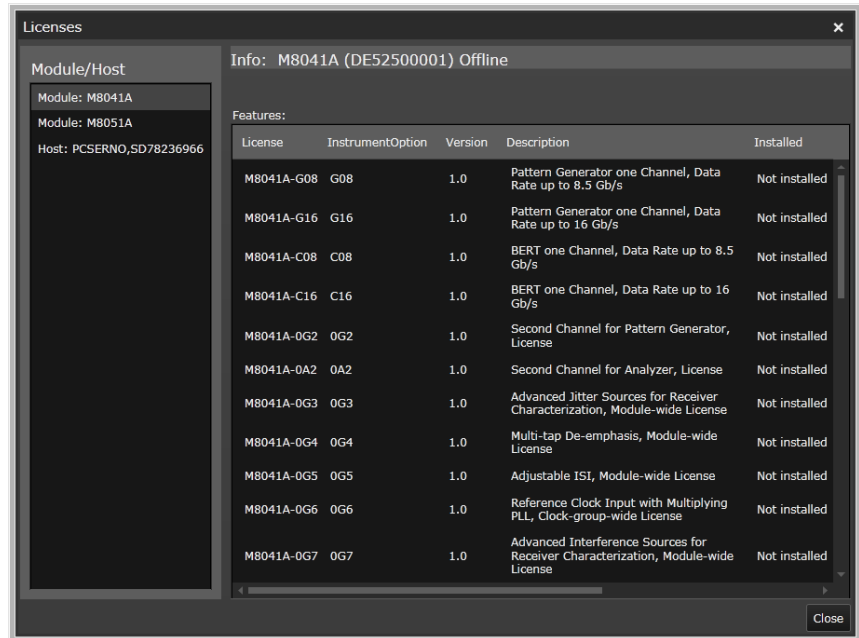 Licenses
Module/Host
Module: M8041A
Module: M8051A
Host: PCSERNO,SD78236966
Info: M8041A (DE52500001) Offline
Features:
License InstrumentOption Version Description Installed
M8041A-G08 G08 1.0 Pattern Generator one Channel, Data Not installed
Rate up to 8.5 Gb/s
M8041A-G16 G16 1.0 Pattern Generator one Channel, Data Not installed
Rate up to 16 Gb/s
M8041A-C08 C08 1.0 BERT one Channel, Data Rate up to 8.5 Not installed
Gb/s
M8041A-C16 C16 1.0 BERT one Channel, Data Rate up to 16 Not installed
Gb/s
M8041A-0G2 0G2 1.0 Second Channel for Pattern Generator, Not installed
License
M8041A-0A2 0A2 1.0 Second Channel for Analyzer, License Not installed
M8041A-0G3 0G3 1.0 Advanced Jitter Sources for Receiver Not installed
Characterization, Module-wide License
M8041A-0G4 0G4 1.0 Multi-tap De-emphasis, Module-wide Not installed
License
M8041A-0G5 0G5 1.0 Adjustable ISI, Module-wide License Not installed
M8041A-0G6 0G6 1.0 Reference Clock Input with Multiplying Not installed
PLL, Clock-group-wide License
M8041A-0G7 0G7 1.0 Advanced Interference Sources for Not installed
Receiver Characterization, Module-wide
License
Close